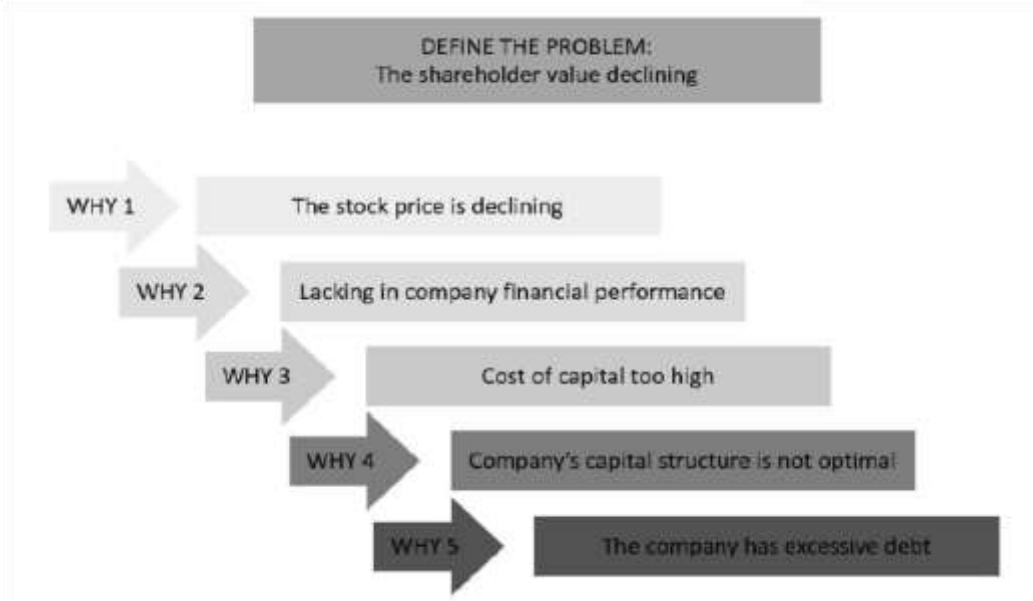 DEFINE THE PROBLEM:
The shareholder value declining
WHY 1
The stock price is declining
WHY 2
Lacking in company financial performance
WHY 3
Cost of capital too high
WHY 4
Company's capital structure is not optimal
WHY 5
The company has excessive debt